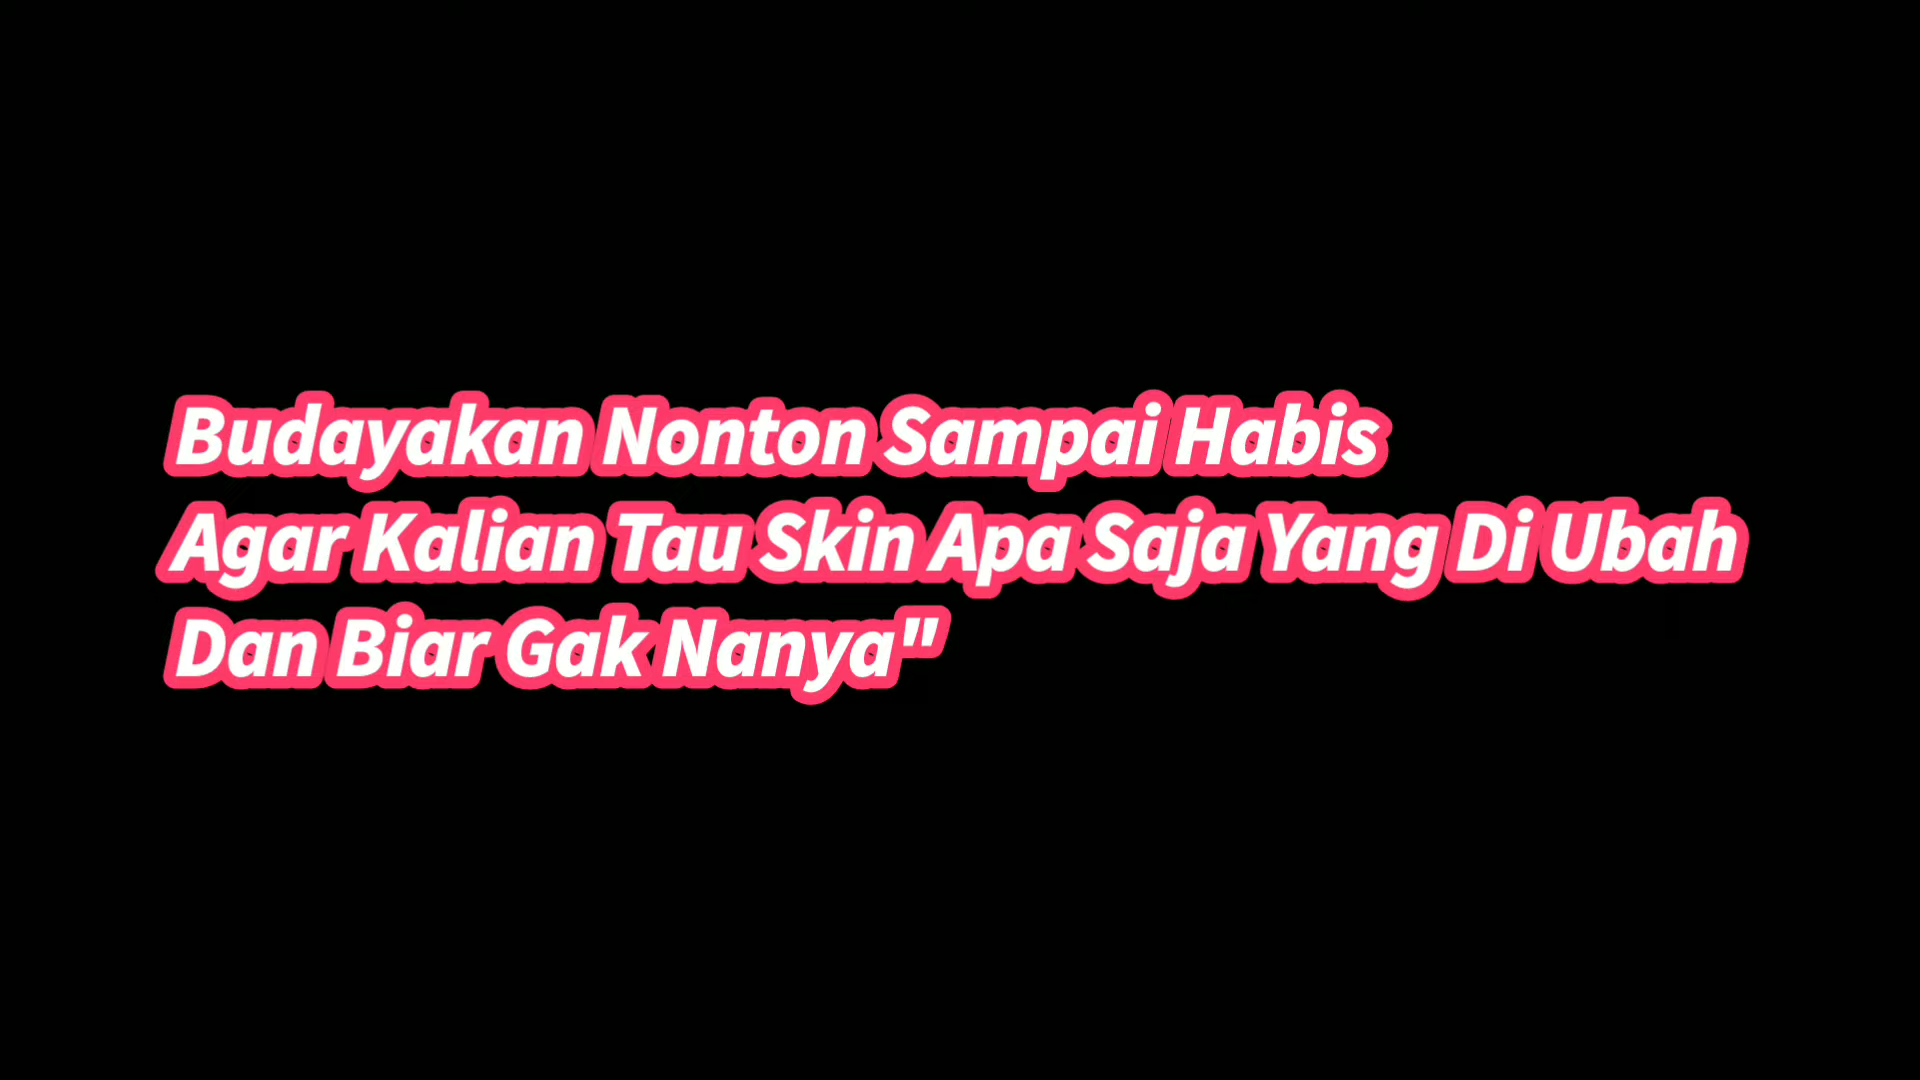 Budayakan Nonton Sampai Habis
Agar Kalian Tau Skin Apa Saja Yang Di Ubah
Dan Biar Gak Nanya"